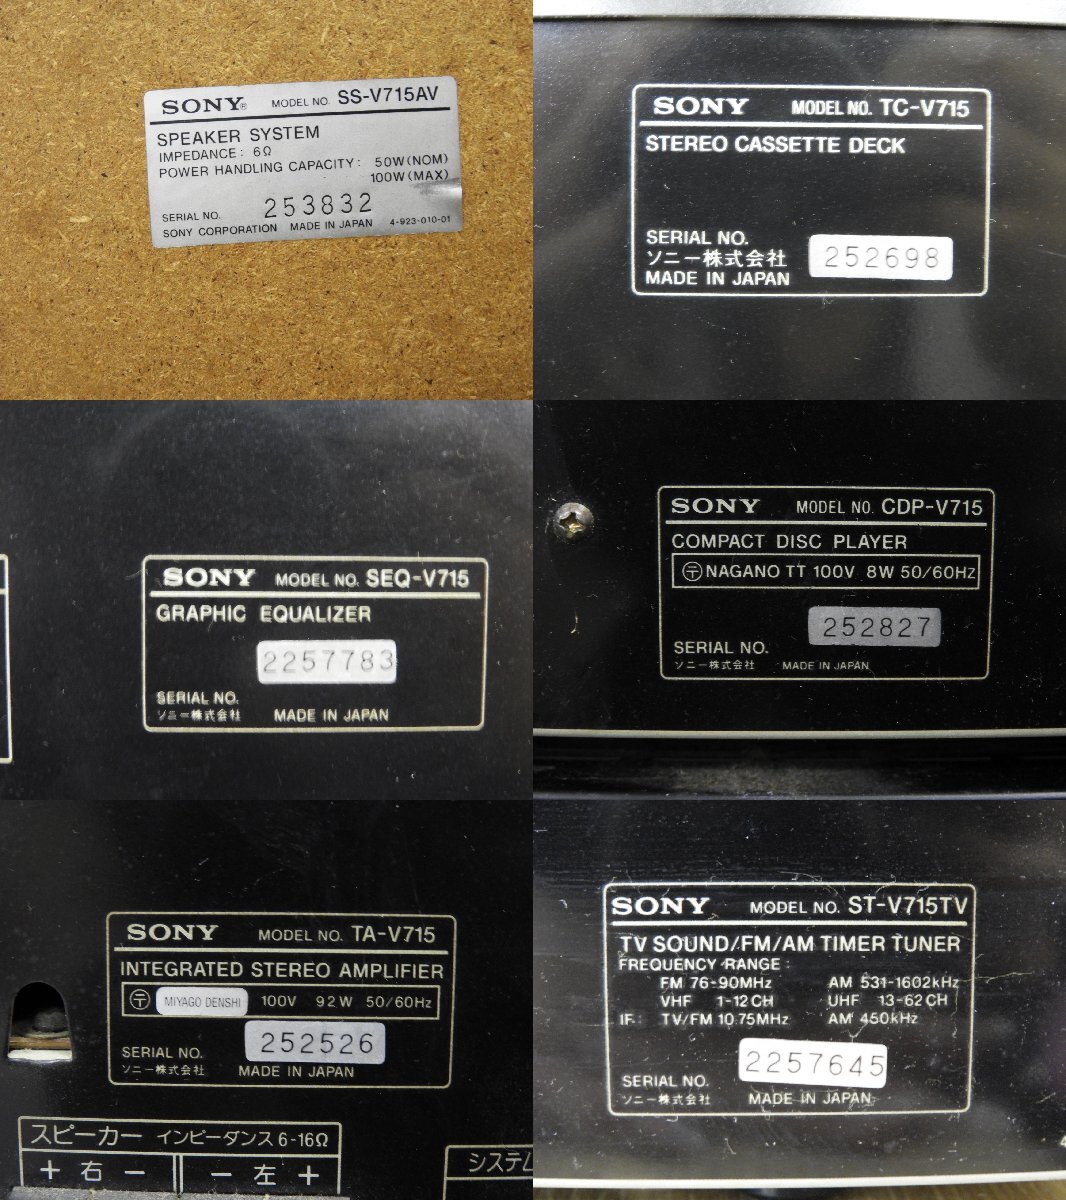 SONY® MODEL NO. SS-V715AV
SPEAKER SYSTEM
IMPEDANCE: 6Ω
POWER HANDLING CAPACITY: 50W(NOM)
100W(MAX)
SERIAL NO. 253832
SONY CORPORATION MADE IN JAPAN 4-923-010-01
SONY MODEL NO. TC-V715
STEREO CASSETTE DECK
SERIAL NO.
ソニー株式会社 252698
MADE IN JAPAN
SONY MODEL NO. SEQ-V715
GRAPHIC EQUALIZER
2257783
SERIAL NO.
ソニー株式会社 MADE IN JAPAN
SONY MODEL NO. CDP-V715
COMPACT DISC PLAYER
〶 NAGANO TT 100V 8W 50/60Hz
252827
SERIAL NO.
ソニー株式会社 MADE IN JAPAN
SONY MODEL NO. TA-V715
INTEGRATED STEREO AMPLIFIER
〶 MIYAGO DENSHI 100V 92W 50/60Hz
252526
SERIAL NO.
ソニー株式会社 MADE IN JAPAN
スピーカー インピーダンス 6-16Ω
+ 右 − − 左 +
システム
SONY MODEL NO. ST-V715TV
TV SOUND/FM/AM TIMER TUNER
FREQUENCY RANGE:
FM 76-90MHz AM 531-1602kHz
VHF 1-12CH UHF 13-62CH
IF: TV/FM 10.75MHz AM 450kHz
2257645
SERIAL NO.
ソニー株式会社 MADE IN JAPAN